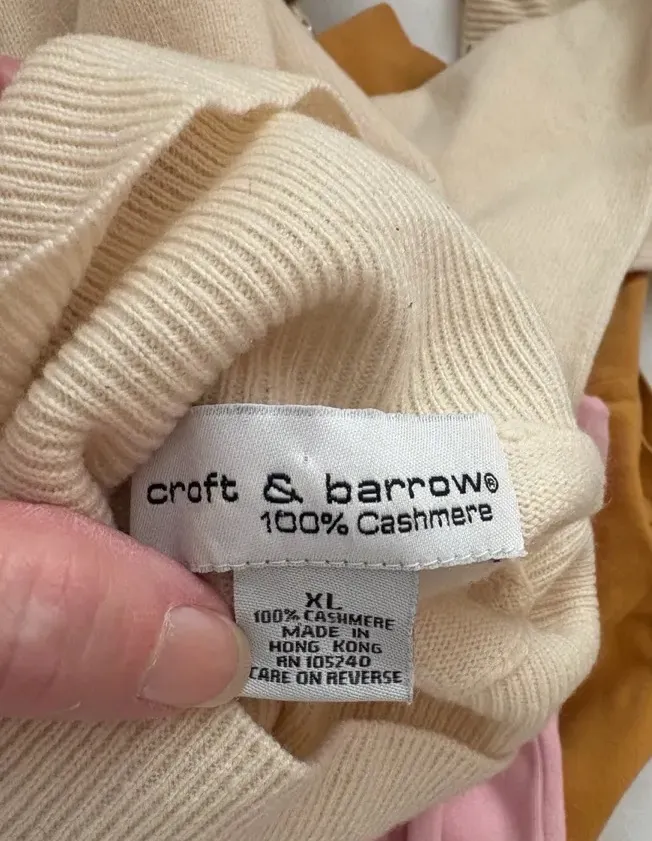 croft & barrow®
100% Cashmere
XL
100% CASHMERE
MADE IN
HONG KONG
RN 105240
CARE ON REVERSE